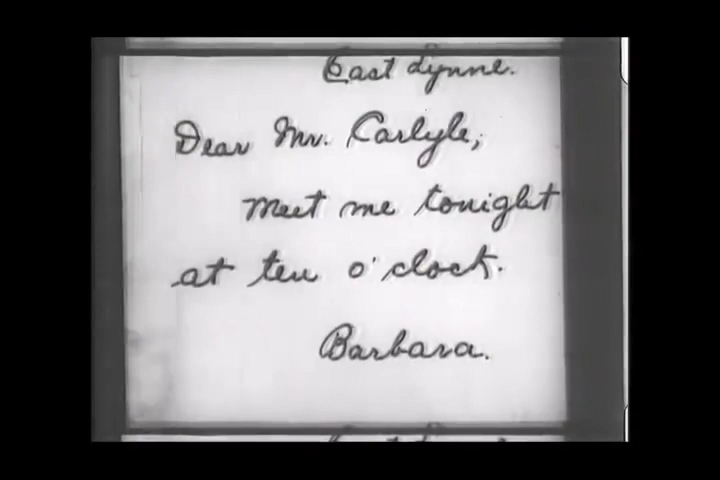 East Lynne.
Dear Mr. Carlyle,
Meet me tonight
at ten o'clock.
Barbara.